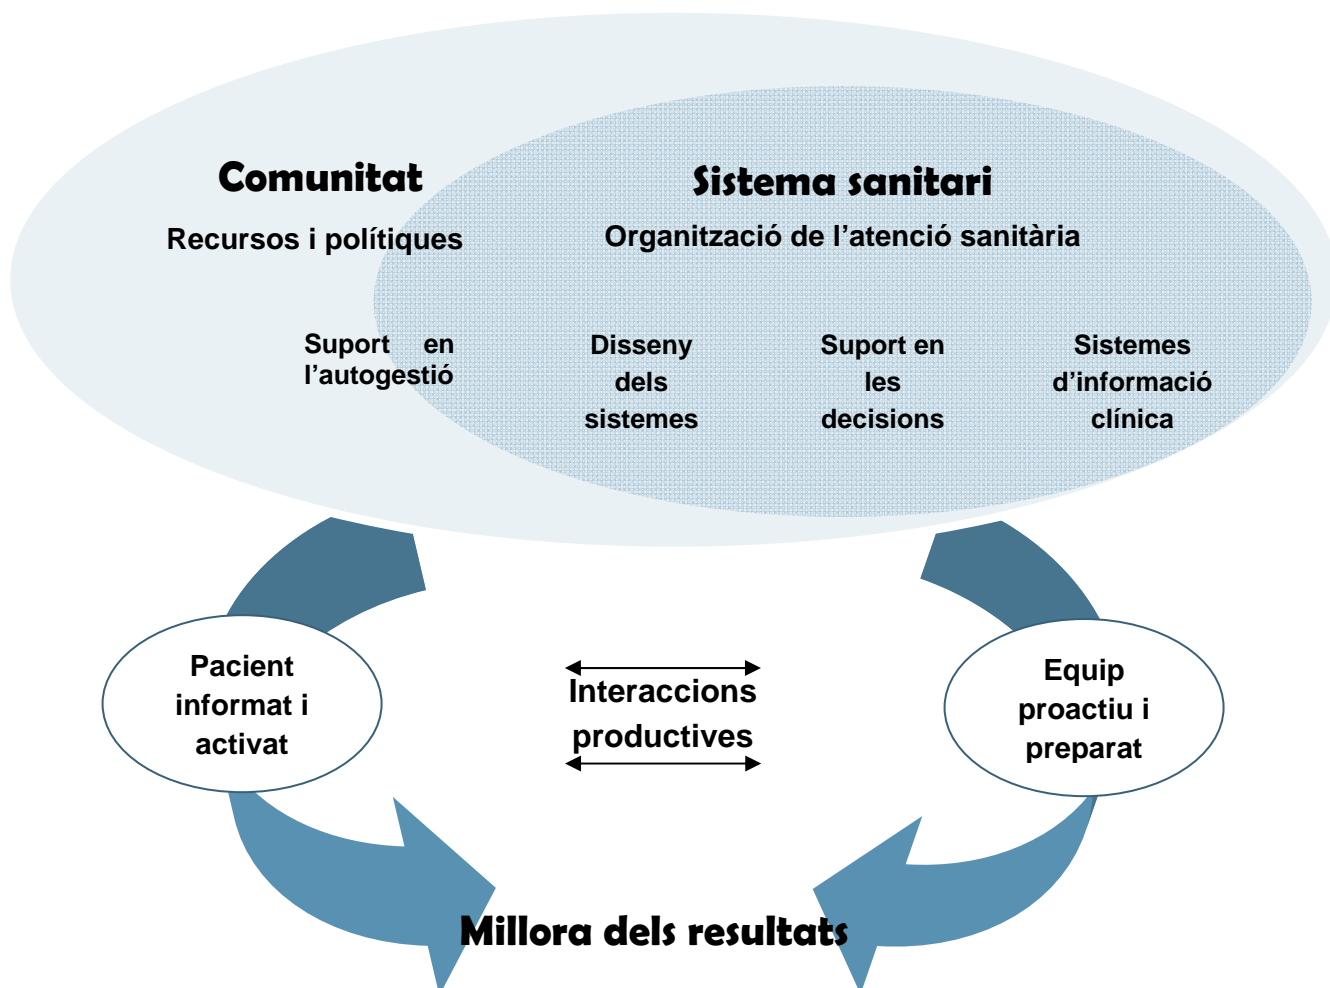 Comunitat
Recursos i polítiques
Sistema sanitari
Organització de l’atenció sanitària
Suport en
l’autogestió
Disseny
dels
sistemes
Suport en
les
decisions
Sistemes
d’informació
clínica
Pacient
informat i
activat
Interaccions
productives
Equip
proactiu i
preparat
Millora dels resultats